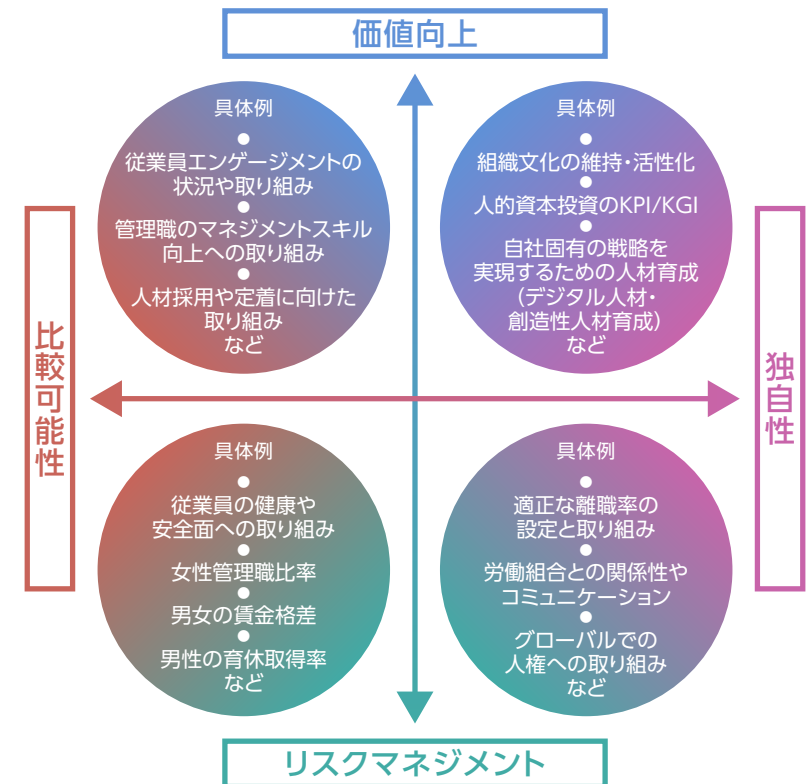 価値向上
比較可能性
独自性
具体例
●
従業員エンゲージメントの
状況や取り組み
●
管理職のマネジメントスキル
向上への取り組み
●
人材採用や定着に向けた
取り組み
など
具体例
●
組織文化の維持・活性化
●
人的資本投資のKPI/KGI
●
自社固有の戦略を
実現するための人材育成
(デジタル人材・
創造性人材育成)
など
具体例
●
従業員の健康や
安全面への取り組み
●
女性管理職比率
●
男女の賃金格差
●
男性の育休取得率
など
具体例
●
適正な離職率の
設定と取り組み
●
労働組合との関係性や
コミュニケーション
●
グローバルでの
人権への取り組み
など
リスクマネジメント